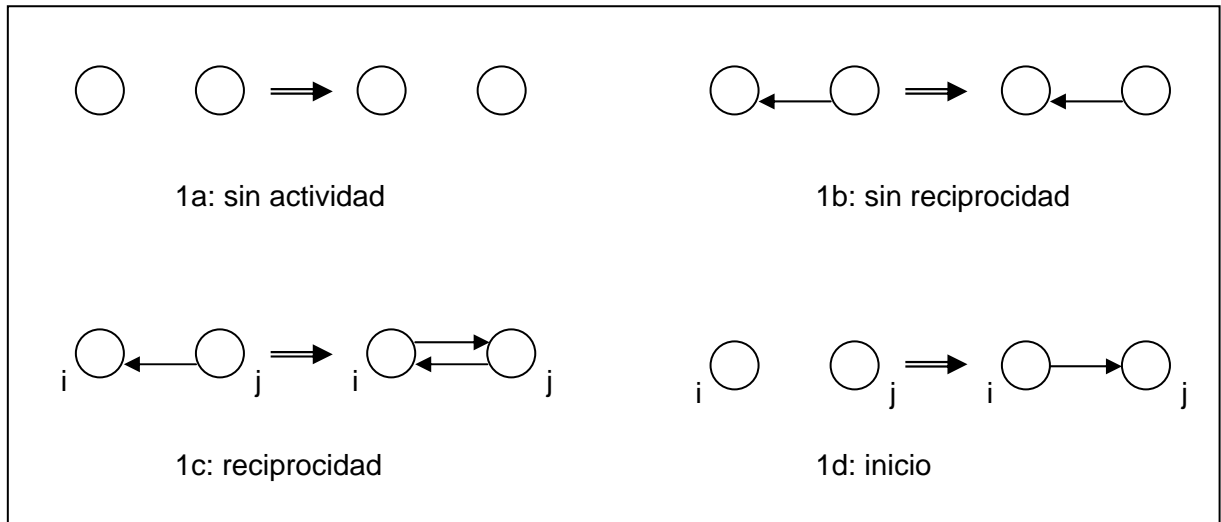 1a: sin actividad
1b: sin reciprocidad
i j i j
1c: reciprocidad
i j i j
1d: inicio